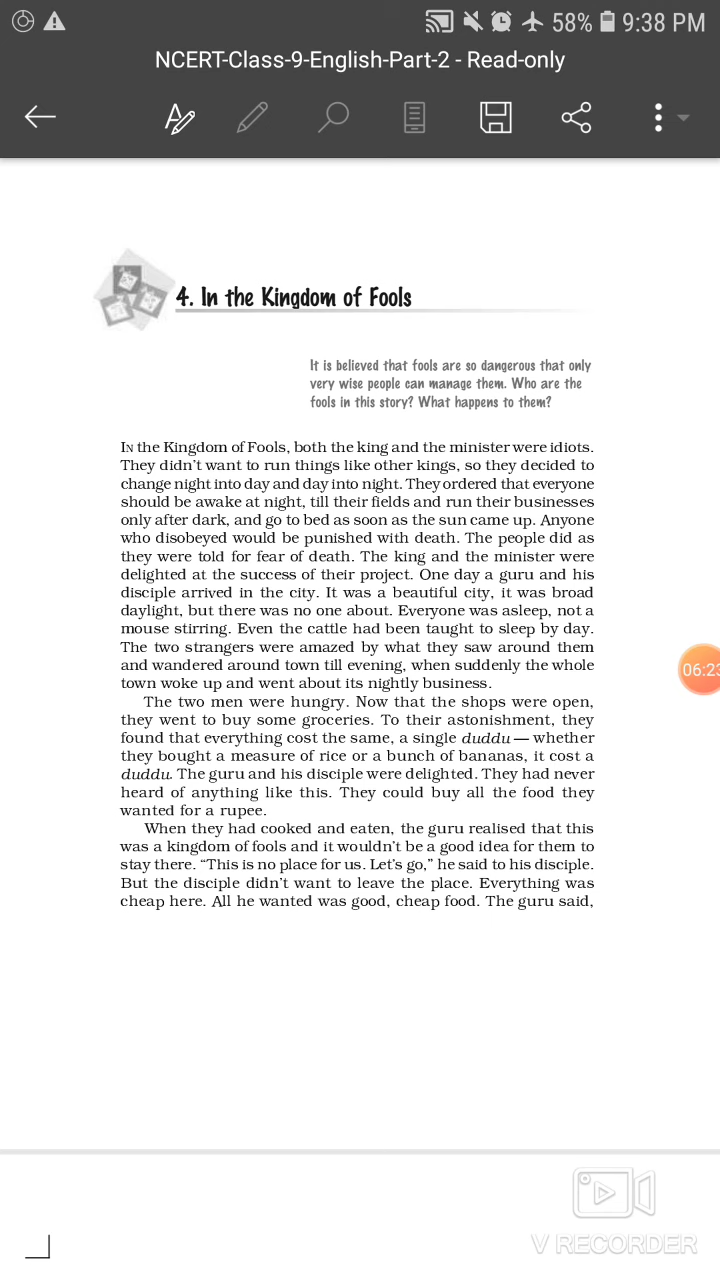 58% 9:38 PM
NCERT-Class-9-English-Part-2 - Read-only
4. In the Kingdom of Fools
It is believed that fools are so dangerous that only
very wise people can manage them. Who are the
fools in this story? What happens to them?
IN the Kingdom of Fools, both the king and the minister were idiots.
They didn't want to run things like other kings, so they decided to
change night into day and day into night. They ordered that everyone
should be awake at night, till their fields and run their businesses
only after dark, and go to bed as soon as the sun came up. Anyone
who disobeyed would be punished with death. The people did as
they were told for fear of death. The king and the minister were
delighted at the success of their project. One day a guru and his
disciple arrived in the city. It was a beautiful city, it was broad
daylight, but there was no one about. Everyone was asleep, not a
mouse stirring. Even the cattle had been taught to sleep by day.
The two strangers were amazed by what they saw around them
and wandered around town till evening, when suddenly the whole
town woke up and went about its nightly business.
The two men were hungry. Now that the shops were open,
they went to buy some groceries. To their astonishment, they
found that everything cost the same, a single duddu — whether
they bought a measure of rice or a bunch of bananas, it cost a
duddu. The guru and his disciple were delighted. They had never
heard of anything like this. They could buy all the food they
wanted for a rupee.
When they had cooked and eaten, the guru realised that this
was a kingdom of fools and it wouldn't be a good idea for them to
stay there. “This is no place for us. Let's go,” he said to his disciple.
But the disciple didn't want to leave the place. Everything was
cheap here. All he wanted was good, cheap food. The guru said,
06:23
V RECORDER